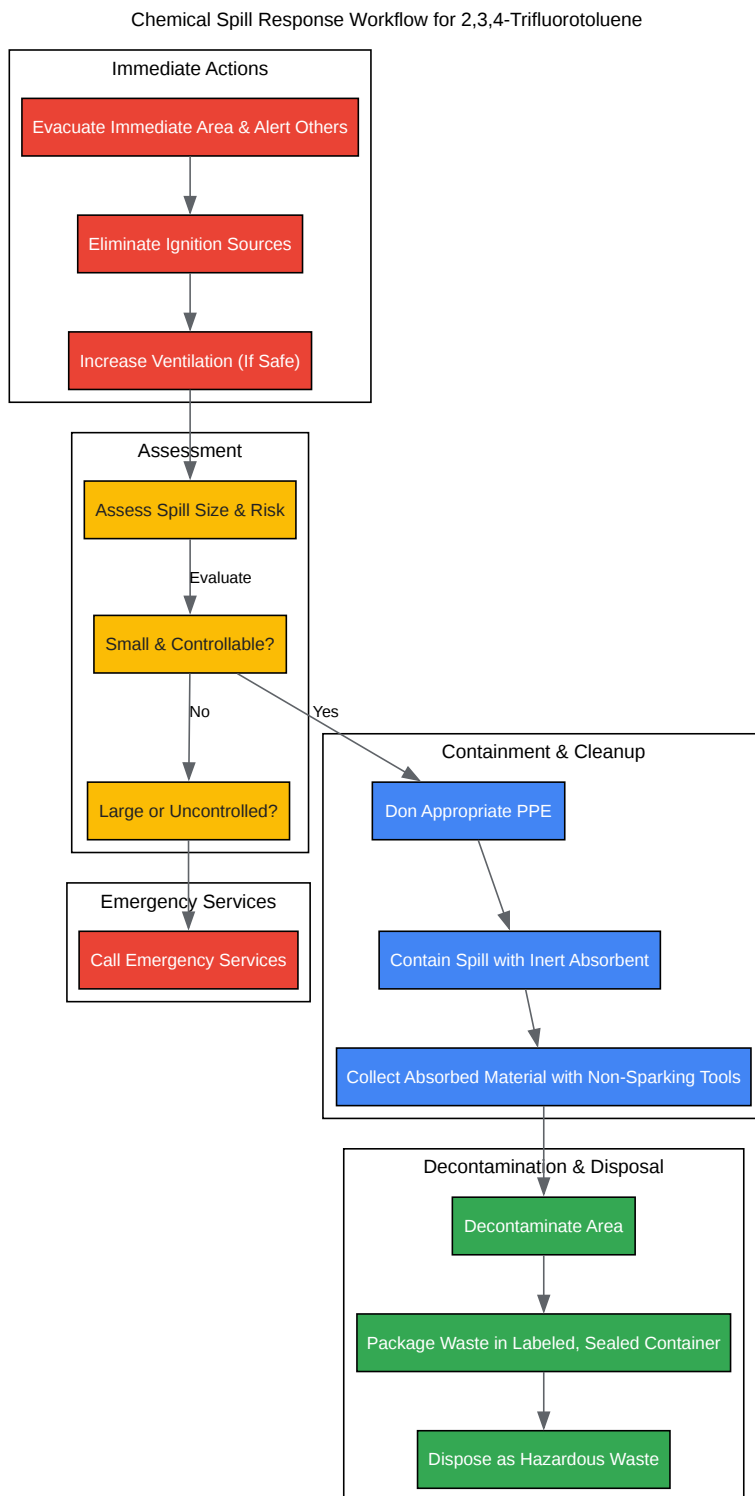 Chemical Spill Response Workflow for 2,3,4-Trifluorotoluene
Immediate Actions
Evacuate Immediate Area & Alert Others
Eliminate Ignition Sources
Increase Ventilation (If Safe)
Assessment
Assess Spill Size & Risk
Evaluate
Small & Controllable?
No
Yes
Large or Uncontrolled?
Containment & Cleanup
Don Appropriate PPE
Emergency Services
Call Emergency Services
Contain Spill with Inert Absorbent
Collect Absorbed Material with Non-Sparking Tools
Decontamination & Disposal
Decontaminate Area
Package Waste in Labeled, Sealed Container
Dispose as Hazardous Waste